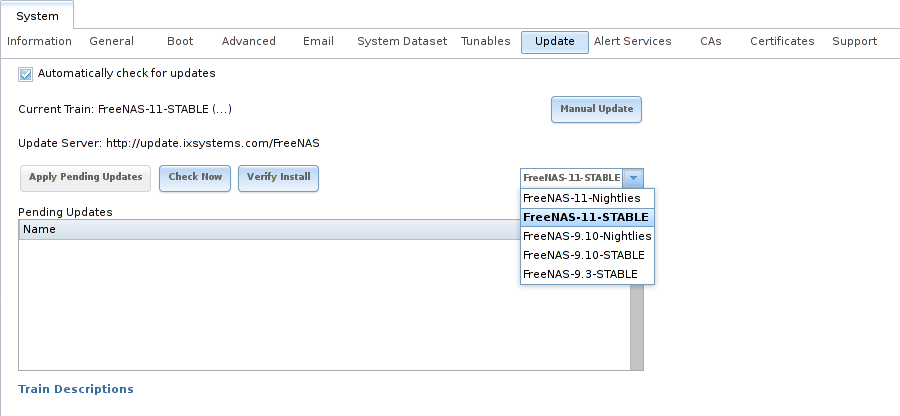 System
Information General Boot Advanced Email System Dataset Tunables Update Alert Services CAs Certificates Support
Automatically check for updates
Current Train: FreeNAS-11-STABLE (...)
Manual Update
Update Server: http://update.ixsystems.com/FreeNAS
Apply Pending Updates Check Now Verify Install FreeNAS-11-STABLE
FreeNAS-11-Nightlies
FreeNAS-11-STABLE
FreeNAS-9.10-Nightlies
FreeNAS-9.10-STABLE
FreeNAS-9.3-STABLE
Pending Updates
Name
Train Descriptions